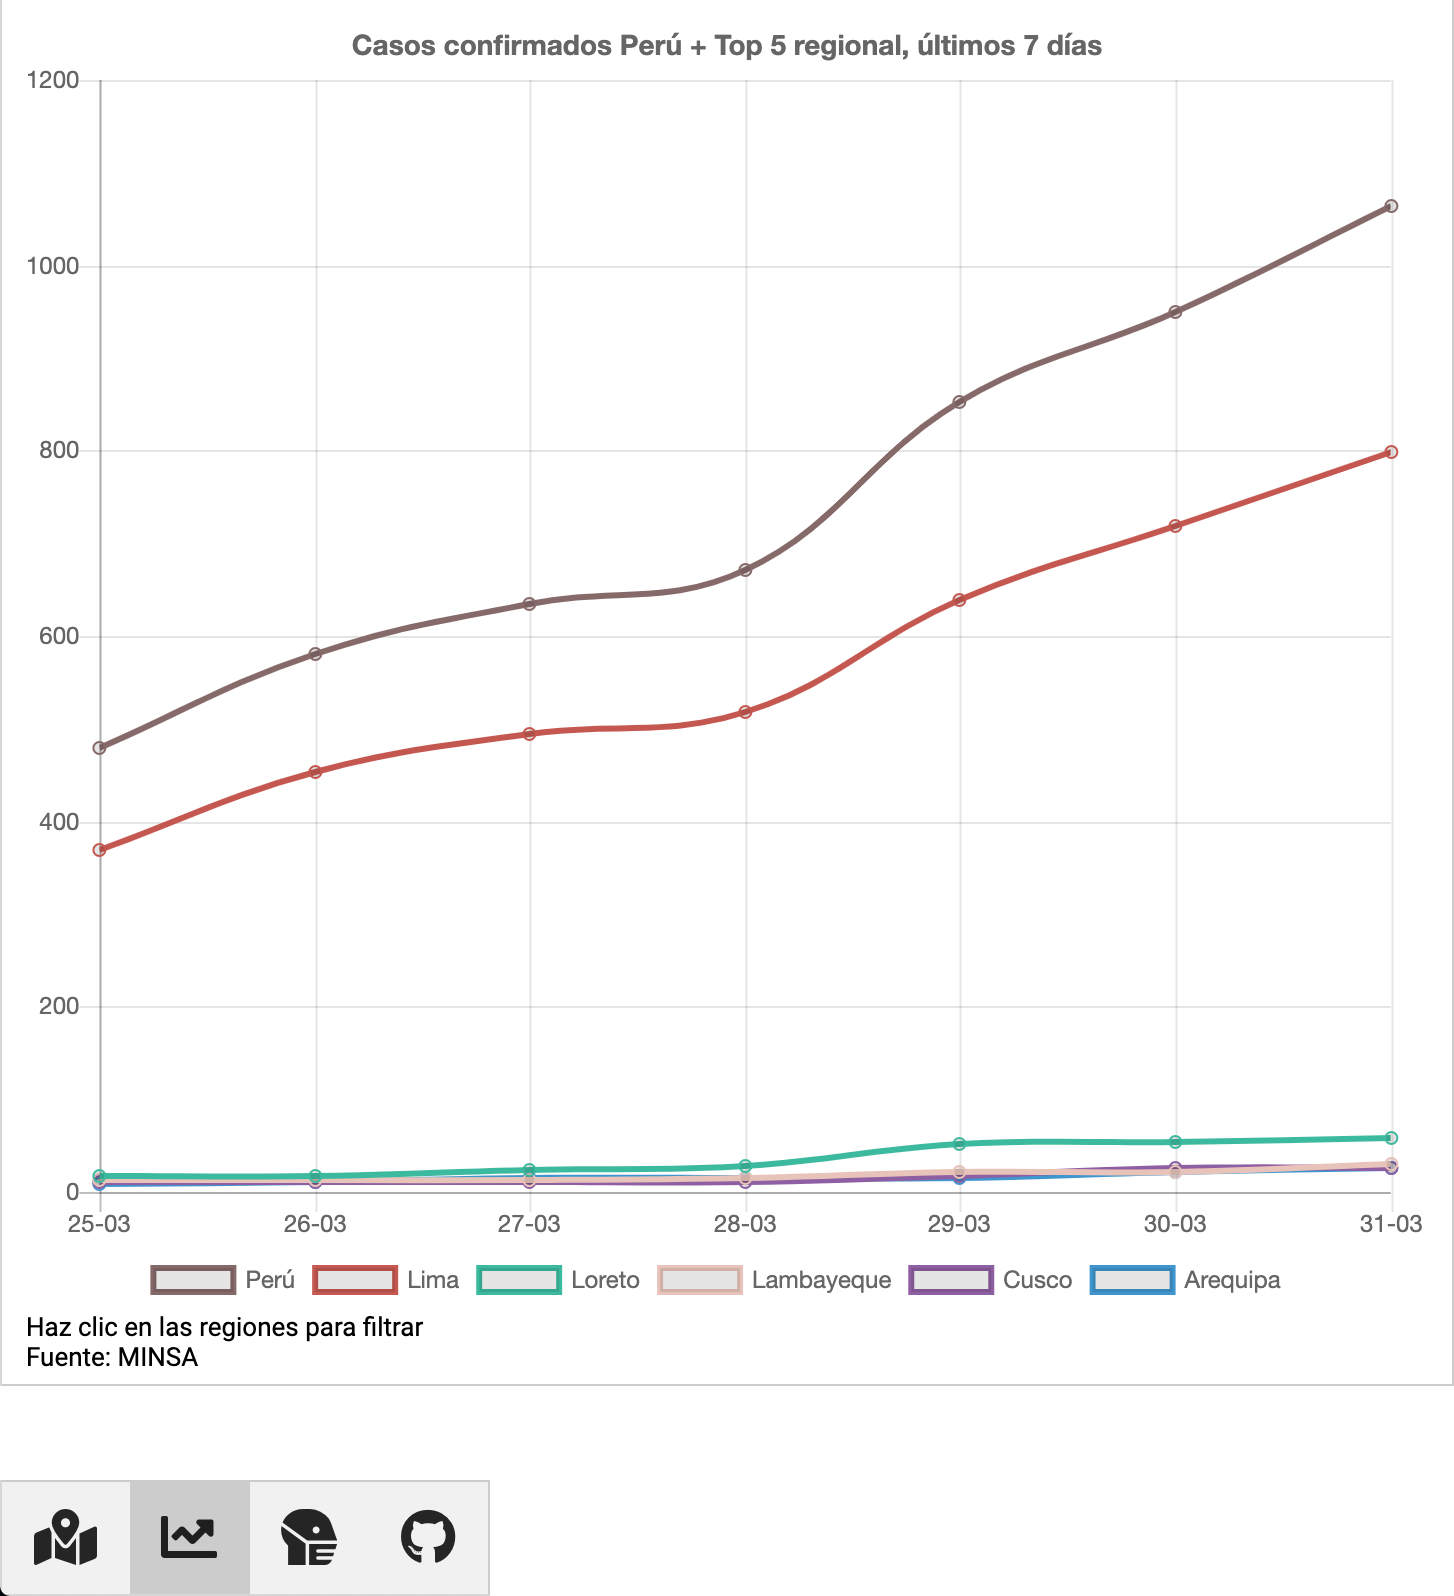 Casos confirmados Perú + Top 5 regional, últimos 7 días
1200
1000
800
600
400
200
0
25-03 26-03 27-03 28-03 29-03 30-03 31-03
Perú Lima Loreto Lambayeque Cusco Arequipa
Haz clic en las regiones para filtrar
Fuente: MINSA